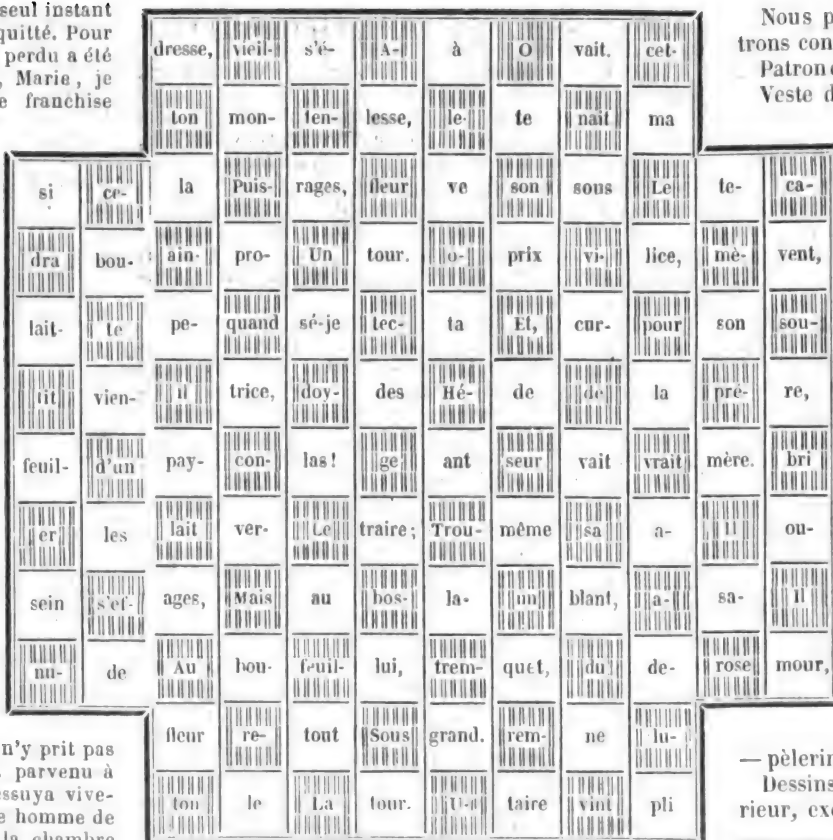 seul instant
quitté. Pour
perdu a été
, Marie, je
e franchise
Nous p
trons con
Patron
Veste d
dresse, vieil- s'é- A- à O vait. cet-
ton mon- ten- lesse, le- te nait ma
si ce- la Puis- rages, fleur ve son sous Le te- ca-
dra bou- ain- pro- Un tour. o- prix vi- lice, mè- vent,
lait- te pe- quand sé-je tec- ta Et, cur- pour son sou-
tit vien- il trice, doy- des Hé- de de la pré- re,
feuil- d'un pay- con- las! ge ant seur vait vrait mère. bri
er les lait ver- Le traire; Trou- même sa a- Il ou-
sein s'ef- ages, Mais au bos- la- un blant, a- sa- Il
nu- de Au bou- feuil- lui, trem- quet, du de- rose mour,
fleur re- tout Sous grand. rem- ne lu-
ton le La tour. U- taire vint pli
n'y prit pas
parvenu à
essuya vive-
e homme de
la chambre
— pèlerin
Dessins
rieur, exé